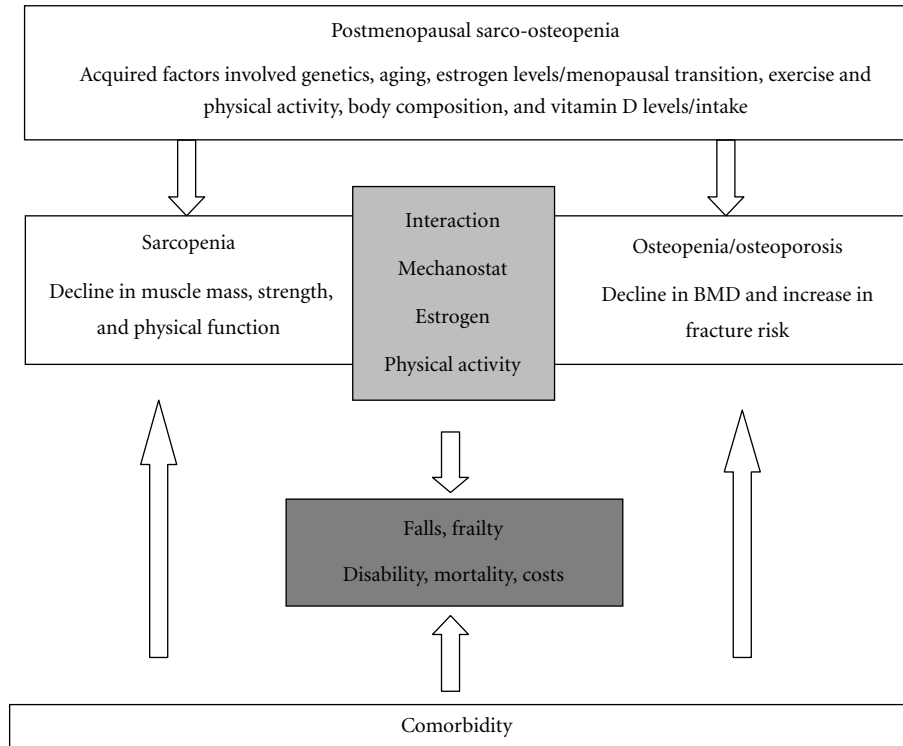 Postmenopausal sarco-osteopenia
Acquired factors involved genetics, aging, estrogen levels/menopausal transition, exercise and
physical activity, body composition, and vitamin D levels/intake
Sarcopenia
Decline in muscle mass, strength,
and physical function
Interaction
Mechanostat
Estrogen
Physical activity
Osteopenia/osteoporosis
Decline in BMD and increase in
fracture risk
Falls, frailty
Disability, mortality, costs
Comorbidity